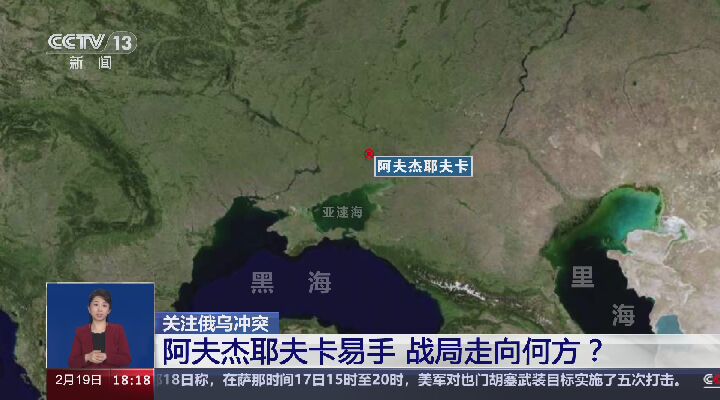 CCTV 13
新闻
阿夫杰耶夫卡
亚速海
黑海
里海
关注俄乌冲突
阿夫杰耶夫卡易手 战局走向何方？
2月19日 18:18
18日称，在萨那时间17日15时至20时，美军对也门胡塞武装目标实施了五次打击。